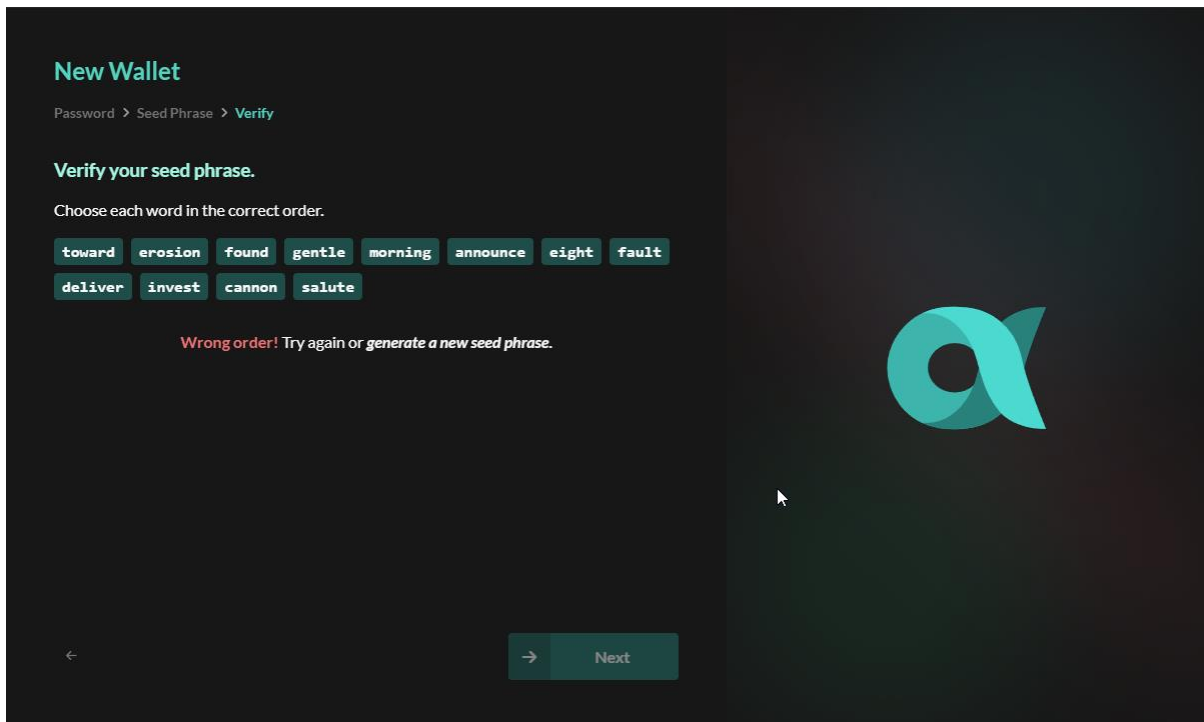 New Wallet
Password > Seed Phrase > Verify
Verify your seed phrase.
Choose each word in the correct order.
toward erosion found gentle morning announce eight fault
deliver invest cannon salute
Wrong order! Try again or generate a new seed phrase.
← → Next